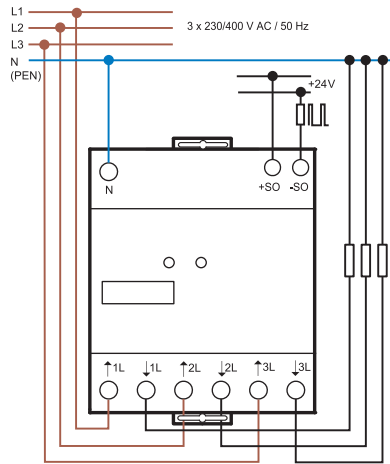 L1
L2 3 x 230/400 V AC / 50 Hz
L3
N
(PEN)
+24V
N +SO -SO
↑1L ↓1L ↑2L ↓2L ↑3L ↓3L